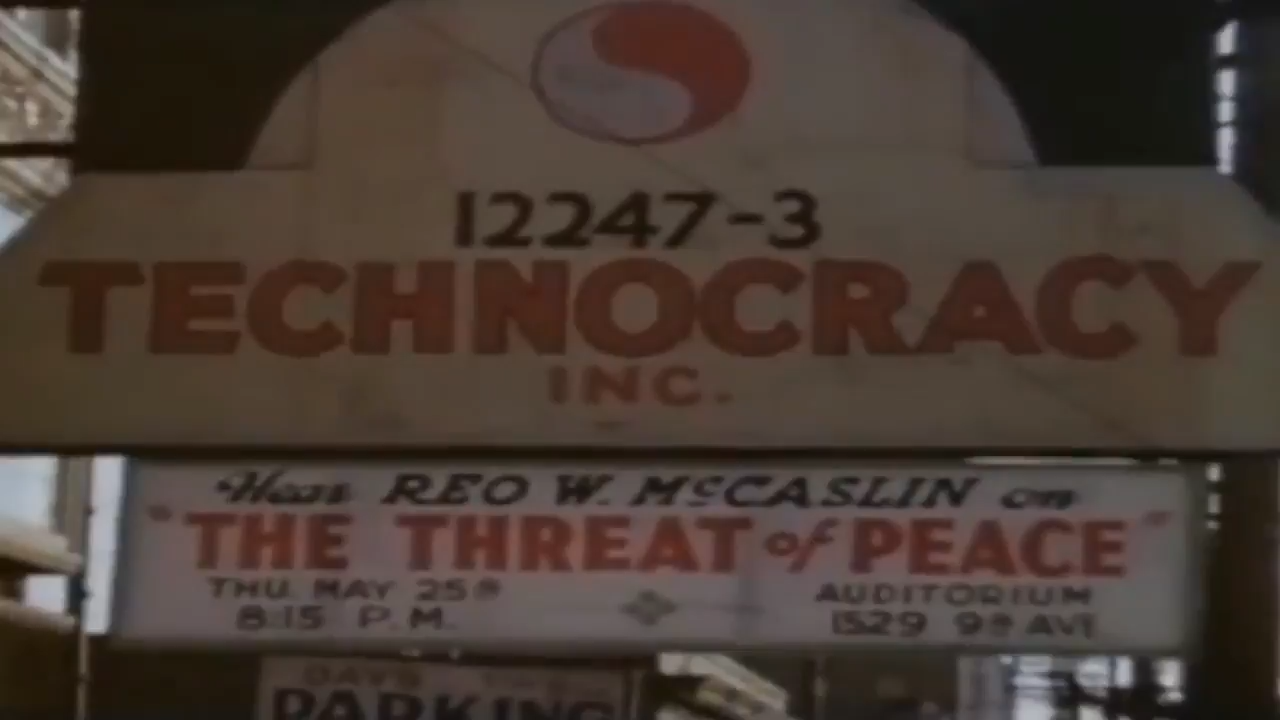 12247-3
TECHNOCRACY
INC.
Hear REO W. McCASLIN on
"THE THREAT of PEACE"
THU. MAY 25th
8:15 P.M.
AUDITORIUM
1529 9th AVE
DAYS
PARKING